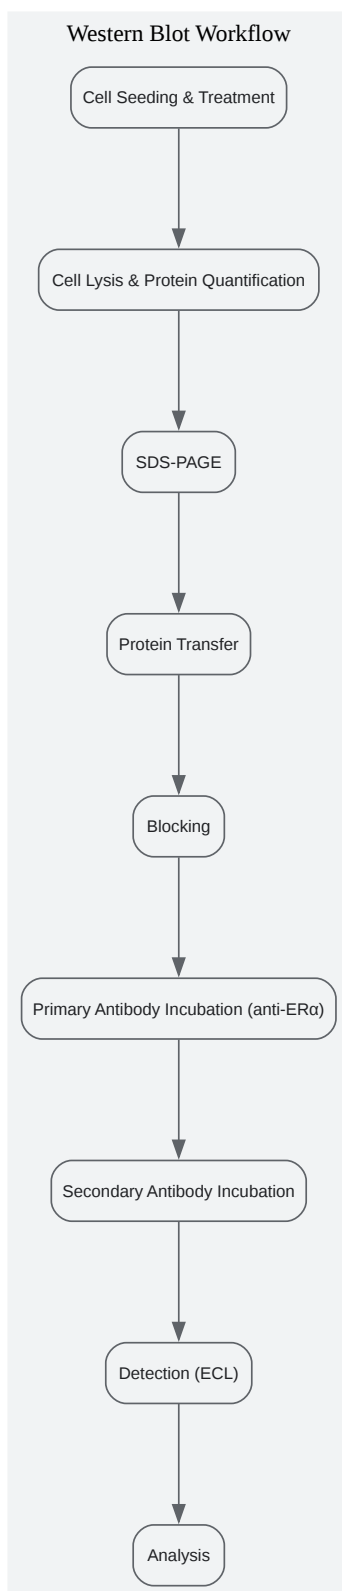 Western Blot Workflow
Cell Seeding & Treatment
Cell Lysis & Protein Quantification
SDS-PAGE
Protein Transfer
Blocking
Primary Antibody Incubation (anti-ERα)
Secondary Antibody Incubation
Detection (ECL)
Analysis